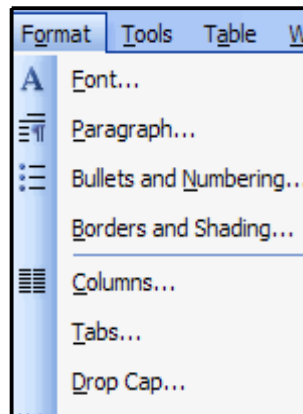 Format Tools Table W
Font...
Paragraph...
Bullets and Numbering...
Borders and Shading...
Columns...
Tabs...
Drop Cap...